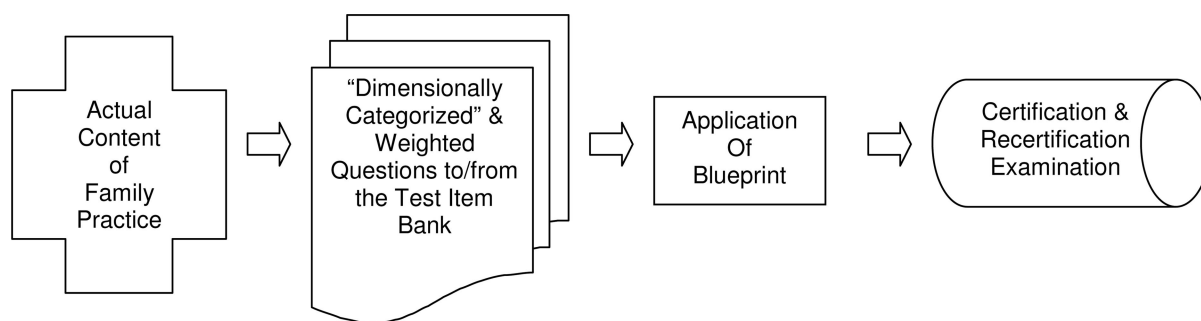 Actual
Content
of
Family
Practice
“Dimensionally
Categorized” &
Weighted
Questions to/from
the Test Item
Bank
Application
Of
Blueprint
Certification &
Recertification
Examination